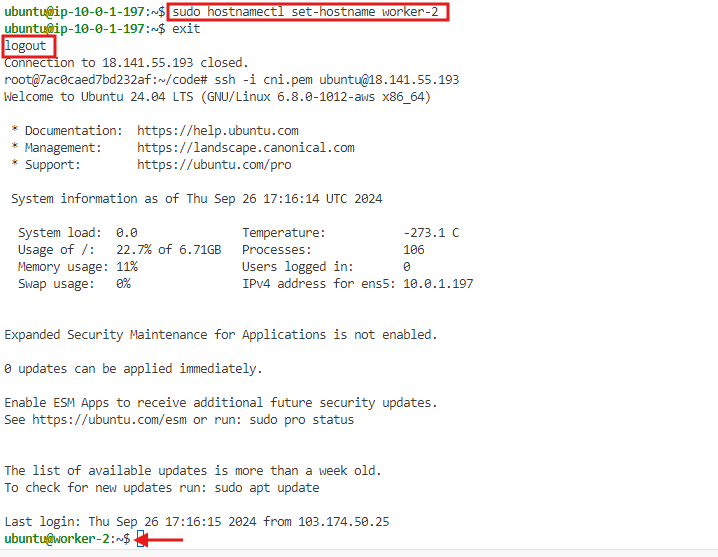 ubuntu@ip-10-0-1-197:~$ sudo hostnamectl set-hostname worker-2
ubuntu@ip-10-0-1-197:~$ exit
logout
Connection to 18.141.55.193 closed.
root@7ac0caed7bd232af:~/code# ssh -i cni.pem ubuntu@18.141.55.193
Welcome to Ubuntu 24.04 LTS (GNU/Linux 6.8.0-1012-aws x86_64)

 * Documentation:  https://help.ubuntu.com
 * Management:     https://landscape.canonical.com
 * Support:        https://ubuntu.com/pro

 System information as of Thu Sep 26 17:16:14 UTC 2024

  System load:  0.0               Temperature:           -273.1 C
  Usage of /:   22.7% of 6.71GB   Processes:             106
  Memory usage: 11%               Users logged in:       0
  Swap usage:   0%                IPv4 address for ens5: 10.0.1.197


Expanded Security Maintenance for Applications is not enabled.

0 updates can be applied immediately.

Enable ESM Apps to receive additional future security updates.
See https://ubuntu.com/esm or run: sudo pro status


The list of available updates is more than a week old.
To check for new updates run: sudo apt update

Last login: Thu Sep 26 17:16:15 2024 from 103.174.50.25
ubuntu@worker-2:~$